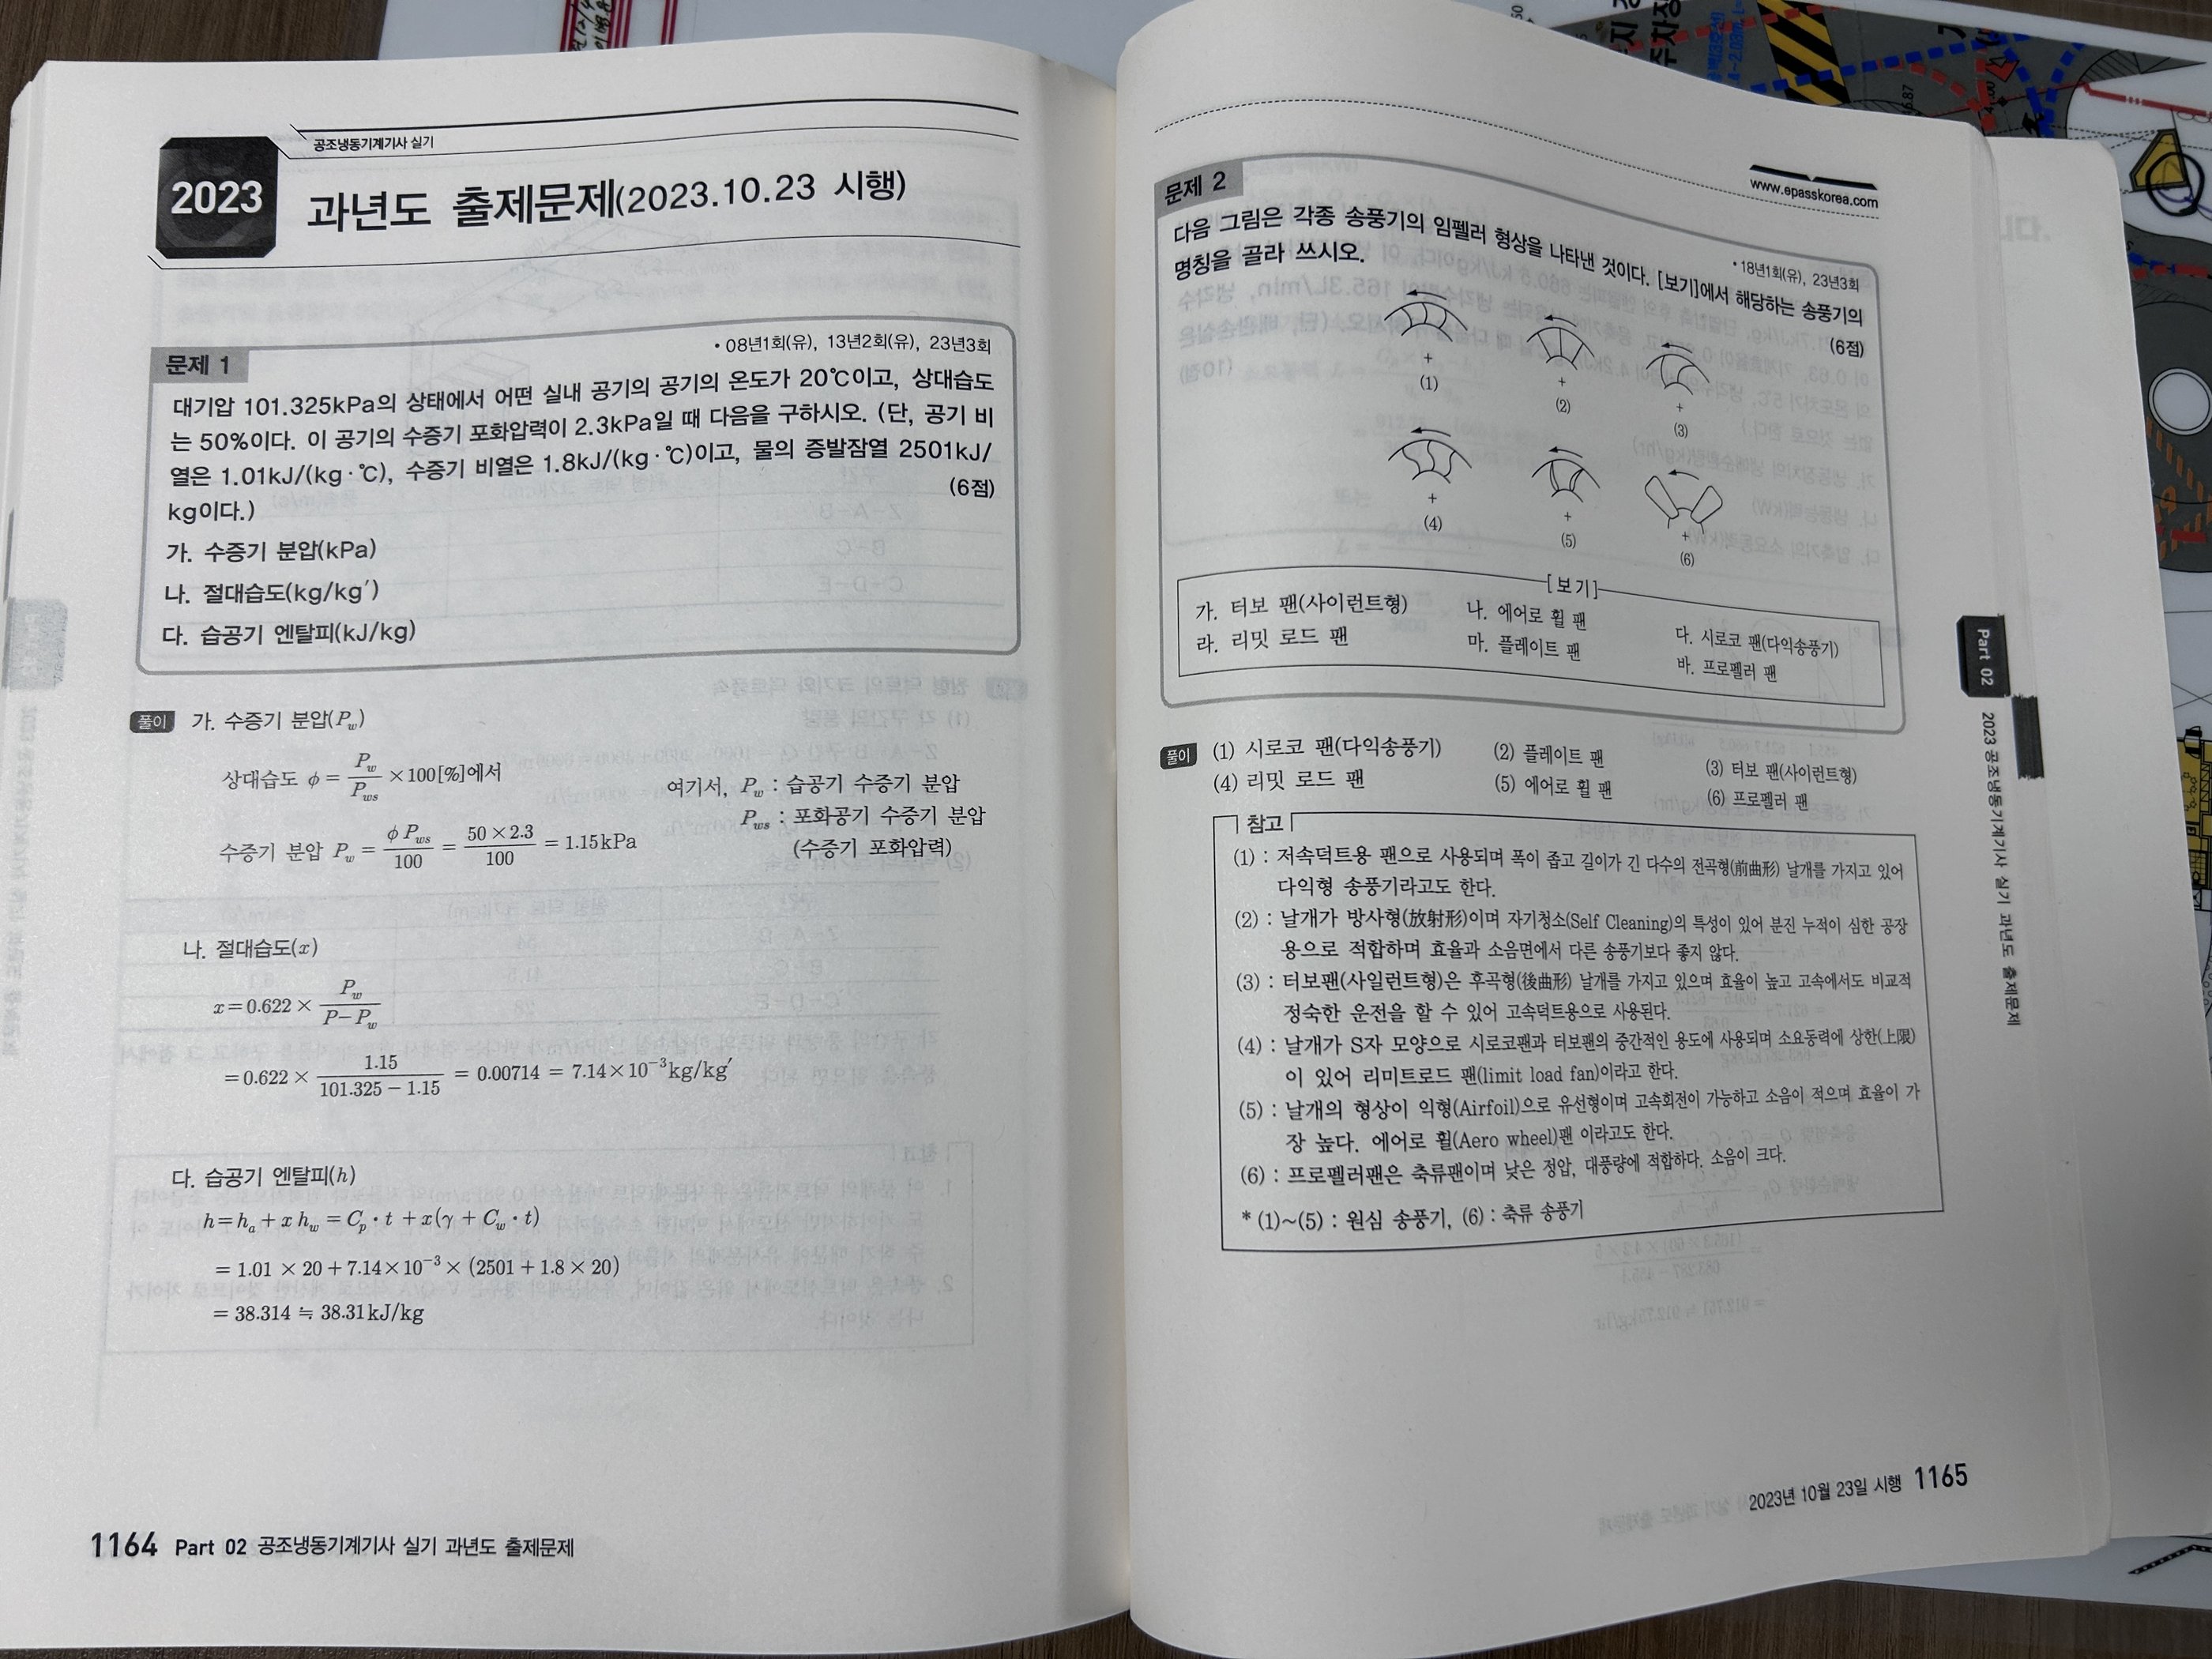 공조냉동기계기사 실기
2023
과년도 출제문제(2023.10.23 시행)
문제 1
• 08년1회(유), 13년2회(유), 23년3회
대기압 101.325kPa의 상태에서 어떤 실내 공기의 공기의 온도가 20℃이고, 상대습도
는 50%이다. 이 공기의 수증기 포화압력이 2.3kPa일 때 다음을 구하시오. (단, 공기 비
열은 1.01kJ/(kg·℃), 수증기 비열은 1.8kJ/(kg·℃)이고, 물의 증발잠열 2501kJ/
kg이다.)
(6점)
가. 수증기 분압(kPa)
나. 절대습도(kg/kg′)
다. 습공기 엔탈피(kJ/kg)
풀이 가. 수증기 분압(P_w)
상대습도 φ = P_w / P_ws × 100[%]에서
여기서, P_w : 습공기 수증기 분압
P_ws : 포화공기 수증기 분압
(수증기 포화압력)
수증기 분압 P_w = φ P_ws / 100 = 50 × 2.3 / 100 = 1.15kPa
나. 절대습도(x)
x = 0.622 × P_w / (P − P_w)
= 0.622 × 1.15 / (101.325 − 1.15) = 0.00714 = 7.14×10⁻³kg/kg′
다. 습공기 엔탈피(h)
h = h_a + x h_w = C_p · t + x(γ + C_w · t)
= 1.01 × 20 + 7.14×10⁻³ × (2501 + 1.8 × 20)
= 38.314 ≒ 38.31kJ/kg
1164 Part 02 공조냉동기계기사 실기 과년도 출제문제
www.epasskorea.com
문제 2
• 18년1회(유), 23년3회
다음 그림은 각종 송풍기의 임펠러 형상을 나타낸 것이다. [보기]에서 해당하는 송풍기의
명칭을 골라 쓰시오.
(6점)
+ + +
(1) (2) (3)
+ + +
(4) (5) (6)
[보기]
가. 터보 팬(사이런트형) 나. 에어로 휠 팬 다. 시로코 팬(다익송풍기)
라. 리밋 로드 팬 마. 플레이트 팬 바. 프로펠러 팬
풀이 (1) 시로코 팬(다익송풍기) (2) 플레이트 팬 (3) 터보 팬(사이런트형)
(4) 리밋 로드 팬 (5) 에어로 휠 팬 (6) 프로펠러 팬
참고
(1) : 저속덕트용 팬으로 사용되며 폭이 좁고 길이가 긴 다수의 전곡형(前曲形) 날개를 가지고 있어
다익형 송풍기라고도 한다.
(2) : 날개가 방사형(放射形)이며 자기청소(Self Cleaning)의 특성이 있어 분진 누적이 심한 공장
용으로 적합하며 효율과 소음면에서 다른 송풍기보다 좋지 않다.
(3) : 터보팬(사일런트형)은 후곡형(後曲形) 날개를 가지고 있으며 효율이 높고 고속에서도 비교적
정숙한 운전을 할 수 있어 고속덕트용으로 사용된다.
(4) : 날개가 S자 모양으로 시로코팬과 터보팬의 중간적인 용도에 사용되며 소요동력에 상한(上限)
이 있어 리미트로드 팬(limit load fan)이라고 한다.
(5) : 날개의 형상이 익형(Airfoil)으로 유선형이며 고속회전이 가능하고 소음이 적으며 효율이 가
장 높다. 에어로 휠(Aero wheel)팬 이라고도 한다.
(6) : 프로펠러팬은 축류팬이며 낮은 정압, 대풍량에 적합하다. 소음이 크다.
* (1)~(5) : 원심 송풍기, (6) : 축류 송풍기
Part 02
2023 공조냉동기계기사 실기 과년도 출제문제
2023년 10월 23일 시행 1165